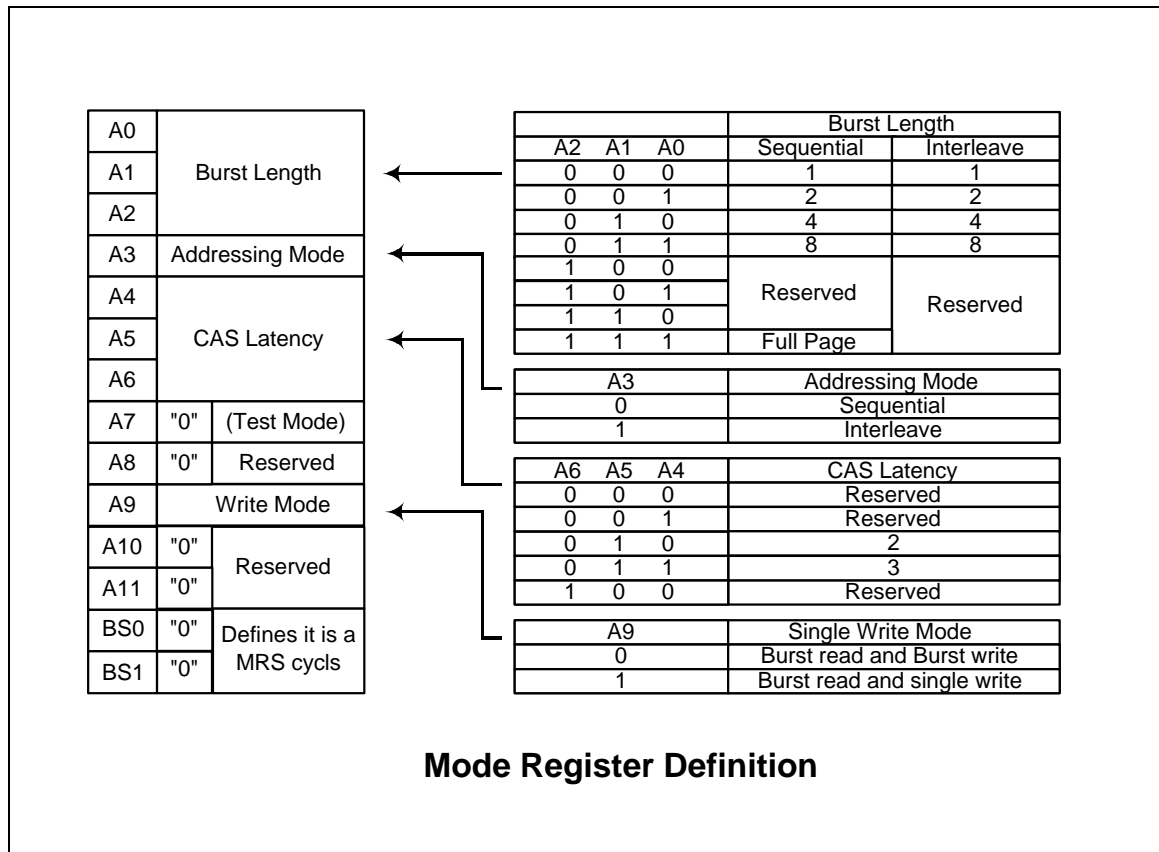 A0
A1 Burst Length
A2
A3 Addressing Mode
A4
A5 CAS Latency
A6
A7 "0" (Test Mode)
A8 "0" Reserved
A9 Write Mode
A10 "0" Reserved
A11 "0"
BS0 "0" Defines it is a
BS1 "0" MRS cycls
Burst Length
A2 A1 A0 Sequential Interleave
0 0 0 1 1
0 0 1 2 2
0 1 0 4 4
0 1 1 8 8
1 0 0
1 0 1 Reserved Reserved
1 1 0
1 1 1 Full Page
A3 Addressing Mode
0 Sequential
1 Interleave
A6 A5 A4 CAS Latency
0 0 0 Reserved
0 0 1 Reserved
0 1 0 2
0 1 1 3
1 0 0 Reserved
A9 Single Write Mode
0 Burst read and Burst write
1 Burst read and single write
Mode Register Definition